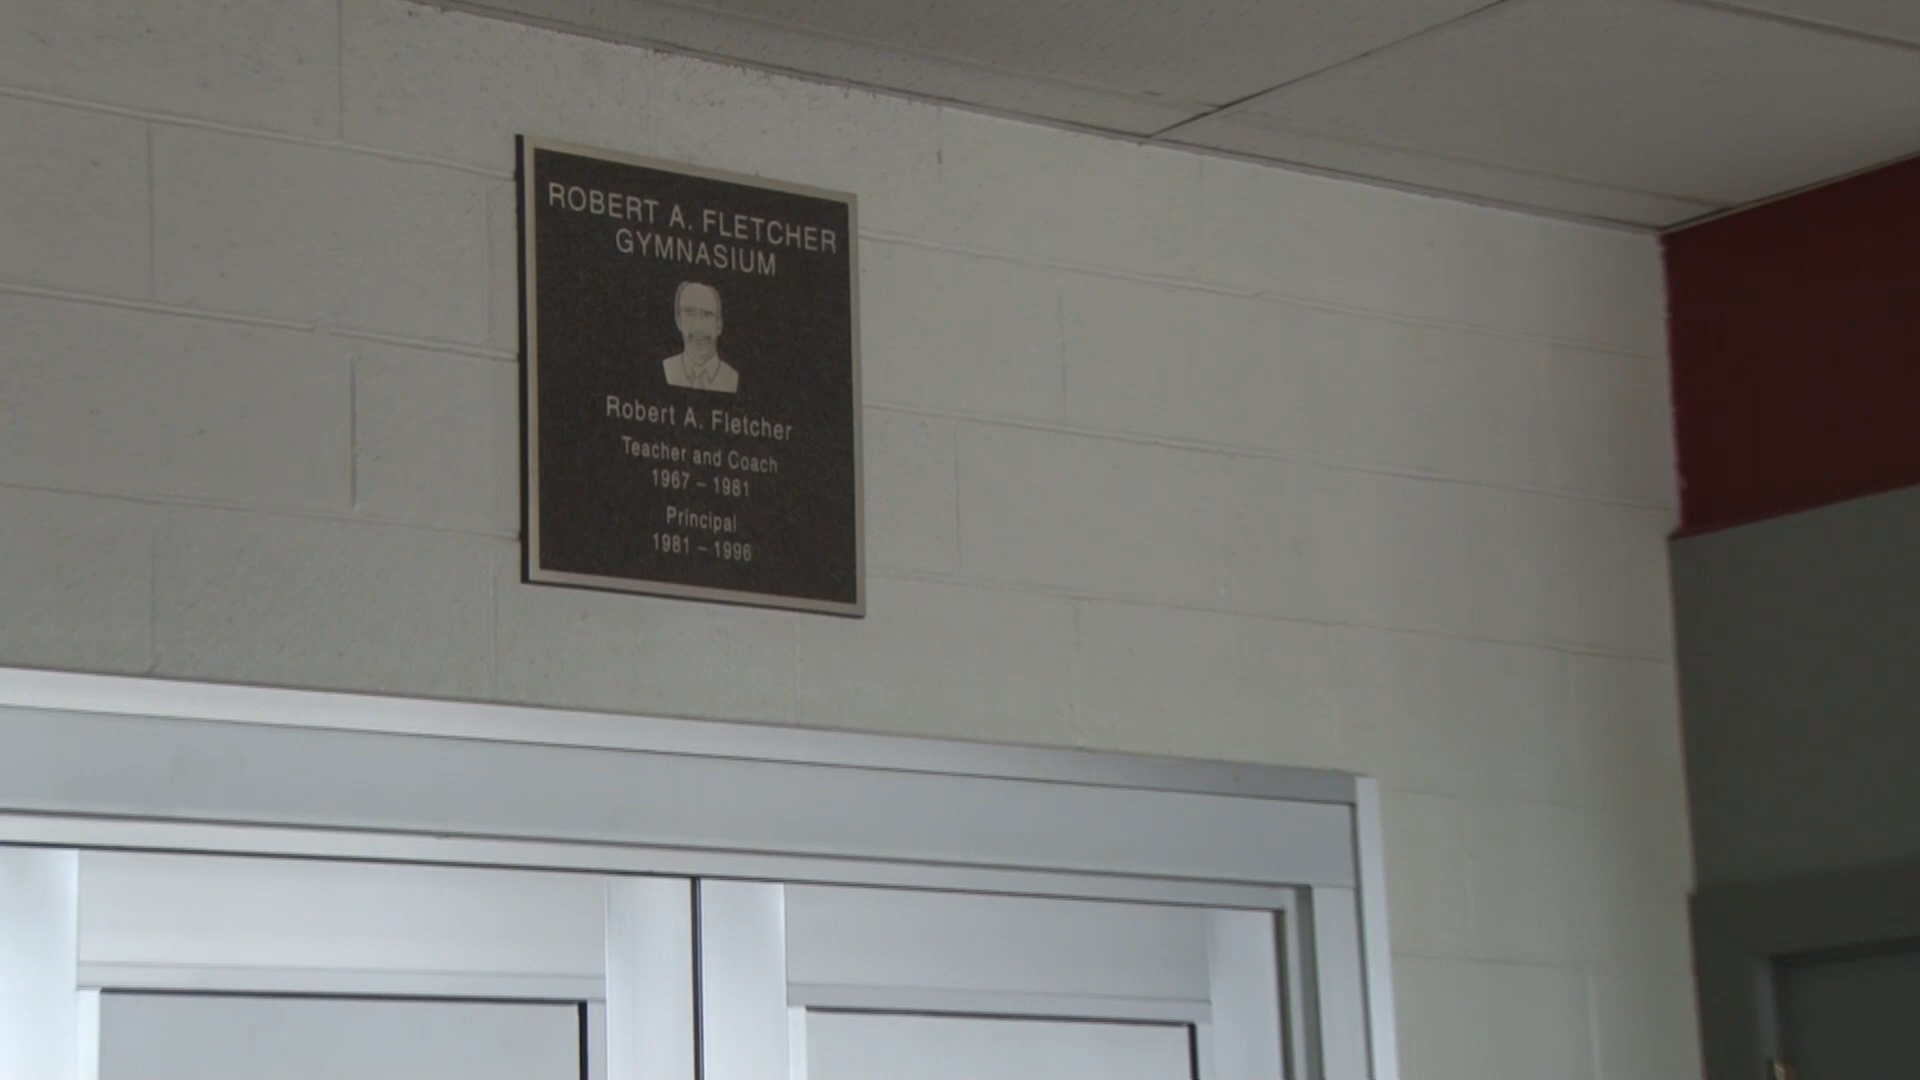 ROBERT A. FLETCHER
GYMNASIUM
Robert A. Fletcher
Teacher and Coach
1967 – 1981
Principal
1981 – 1996